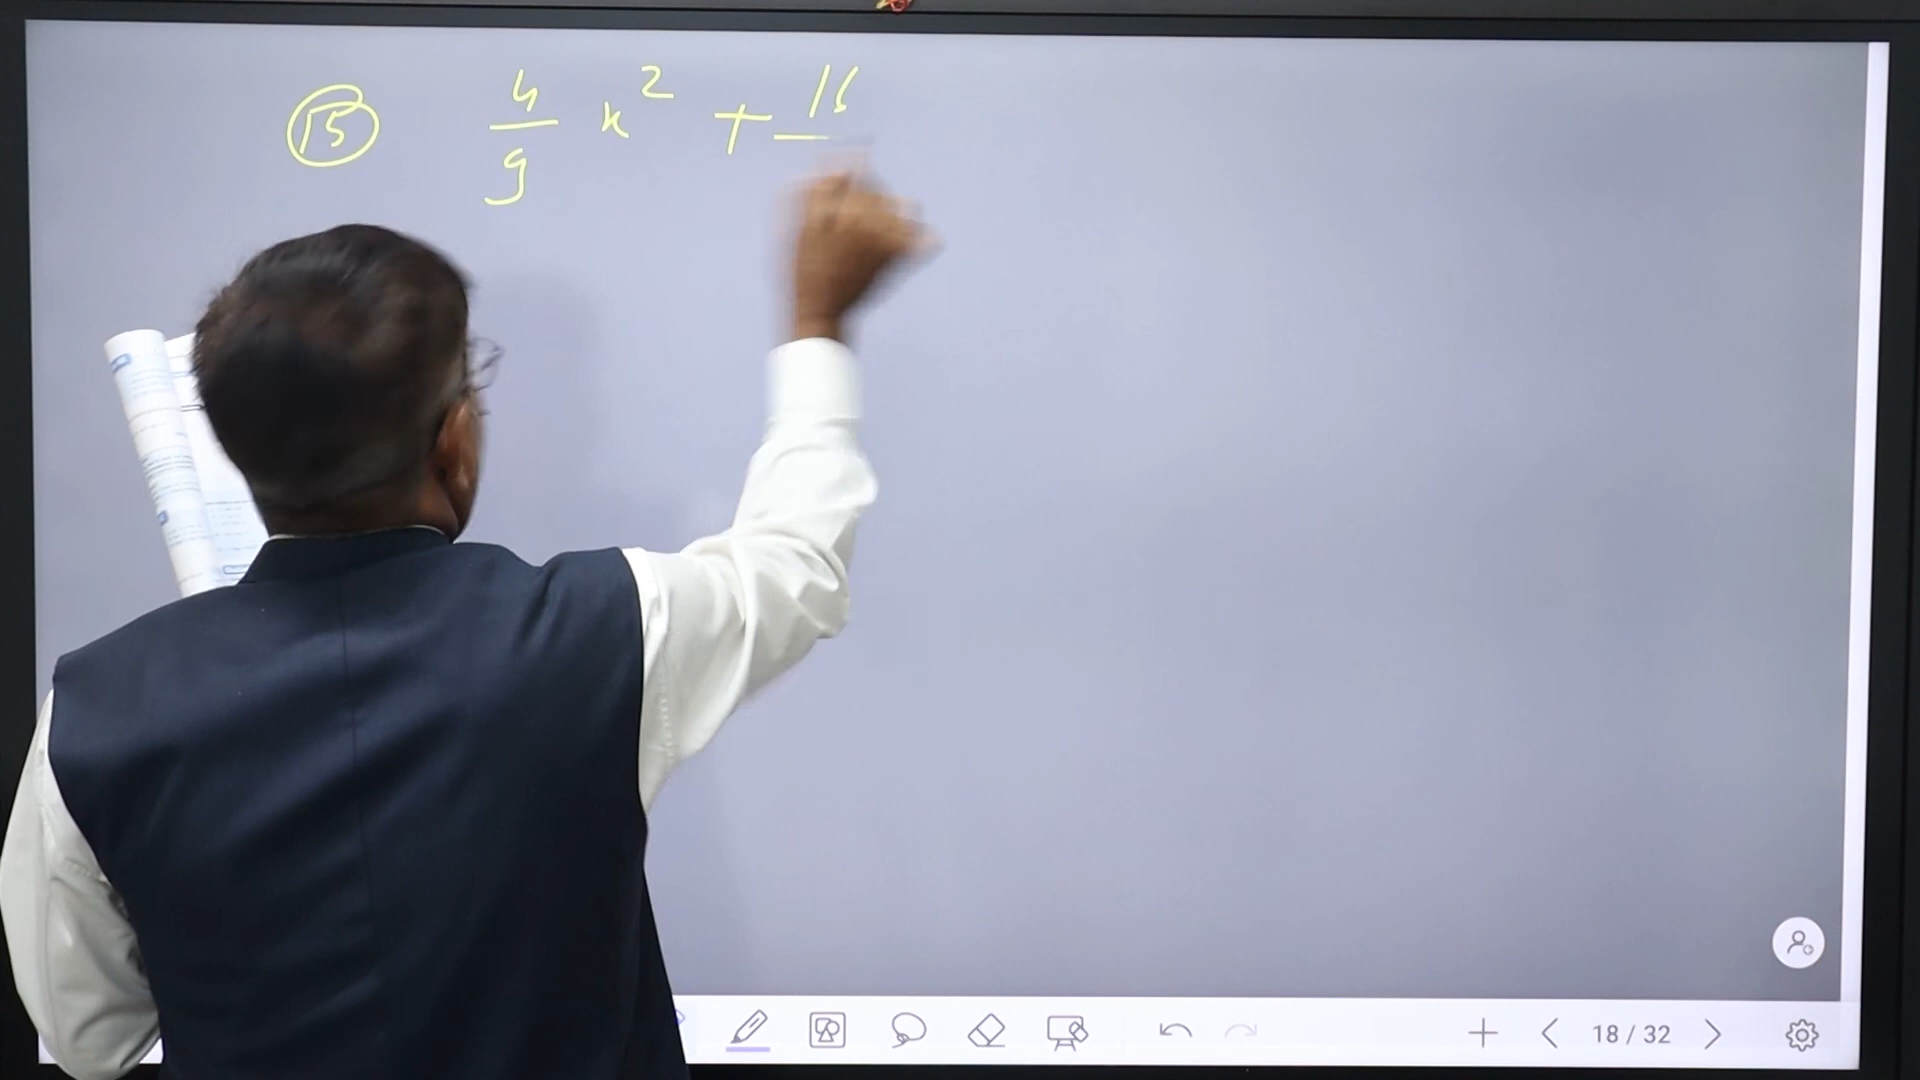 ⑮ 4/9 x² + 16/
18 / 32